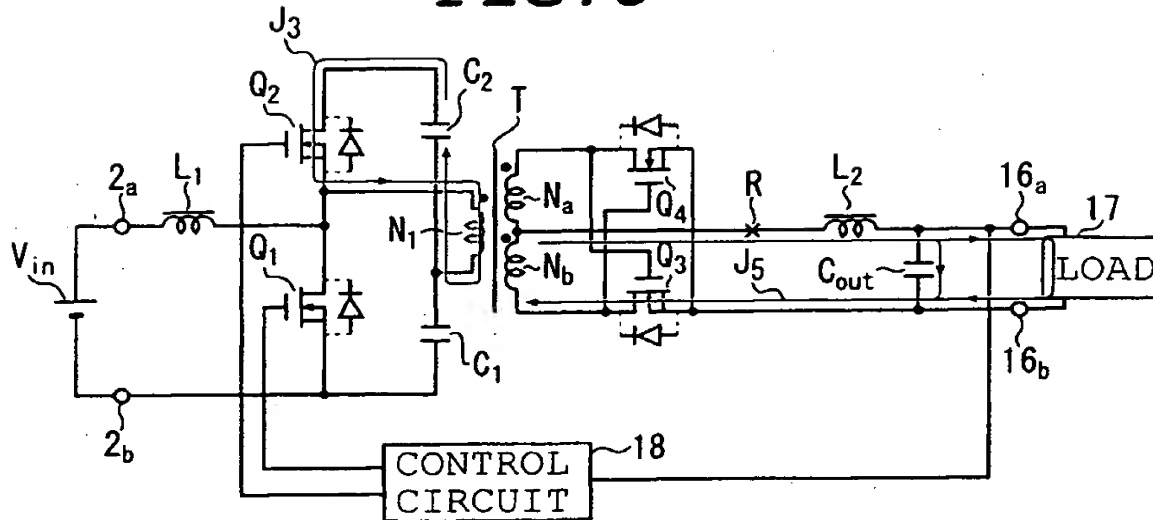 J3
C2
Q2
T
L1
2a
Na
Q4
R
L2
16a
17
N1
Vin
Q1
Nb
Q3
J5
Cout
LOAD
C1
16b
2b
18
CONTROL
CIRCUIT